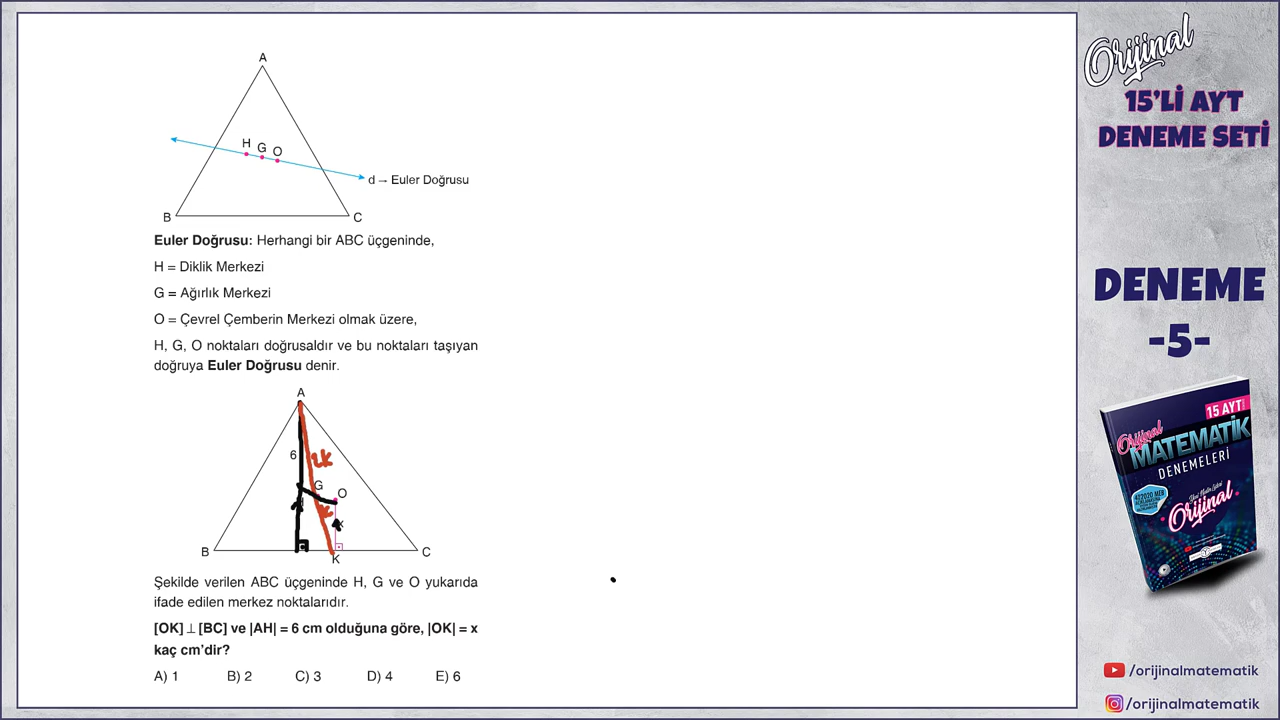 A
H G O
d → Euler Doğrusu
B
C
Euler Doğrusu: Herhangi bir ABC üçgeninde,
H = Diklik Merkezi
G = Ağırlık Merkezi
O = Çevrel Çemberin Merkezi olmak üzere,
H, G, O noktaları doğrusaldır ve bu noktaları taşıyan
doğruya Euler Doğrusu denir.
A
6
2k
G
O
k
x
B
C
K
Şekilde verilen ABC üçgeninde H, G ve O yukarıda
ifade edilen merkez noktalarıdır.
[OK] ⊥ [BC] ve |AH| = 6 cm olduğuna göre, |OK| = x
kaç cm'dir?
A) 1 B) 2 C) 3 D) 4 E) 6
Orijinal
15'Lİ AYT
DENEME SETİ
DENEME
-5-
15 AYT
Orijinal
MATEMATİK
DENEMELERİ
Orijinal
/orijinalmatematik
/orijinalmatematik